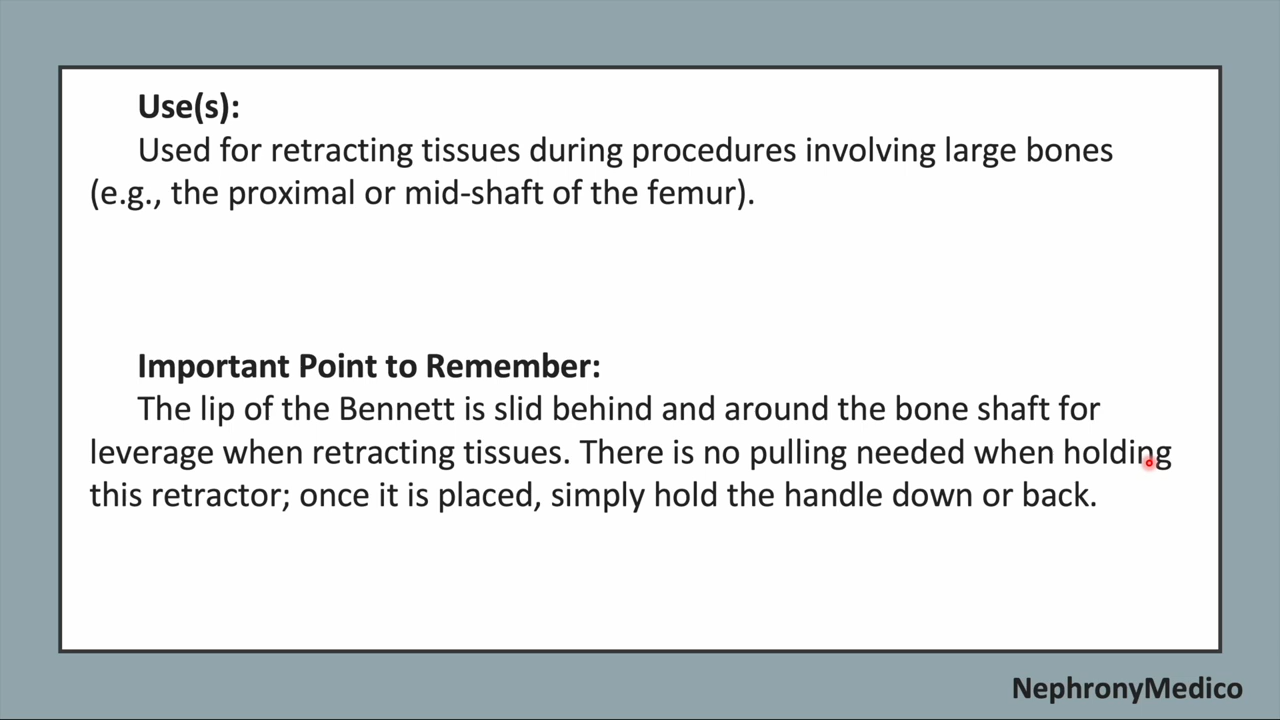 Use(s):
Used for retracting tissues during procedures involving large bones
(e.g., the proximal or mid-shaft of the femur).
Important Point to Remember:
The lip of the Bennett is slid behind and around the bone shaft for
leverage when retracting tissues. There is no pulling needed when holding
this retractor; once it is placed, simply hold the handle down or back.
NephronyMedico